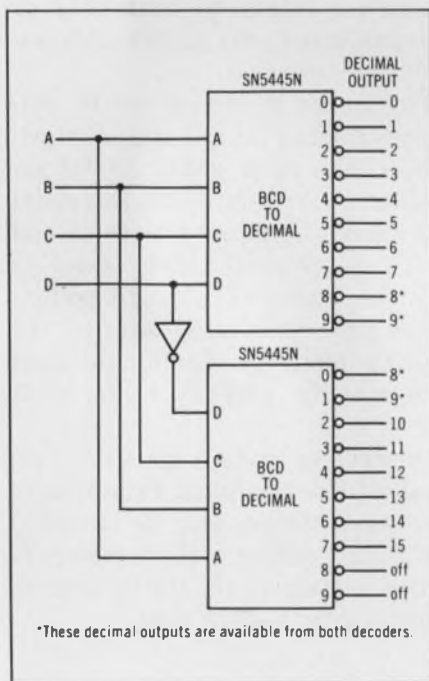 DECIMAL
OUTPUT
SN5445N
0 0
1 1
A A 2 2
3 3
B B 4 4
BCD
TO
DECIMAL
5 5
C C 6 6
7 7
D D 8 8*
9 9*
SN5445N
0 8*
1 9*
D 2 10
3 11
C 4 12
BCD
TO
DECIMAL
5 13
B 6 14
7 15
A 8 off
9 off
*These decimal outputs are available from both decoders.